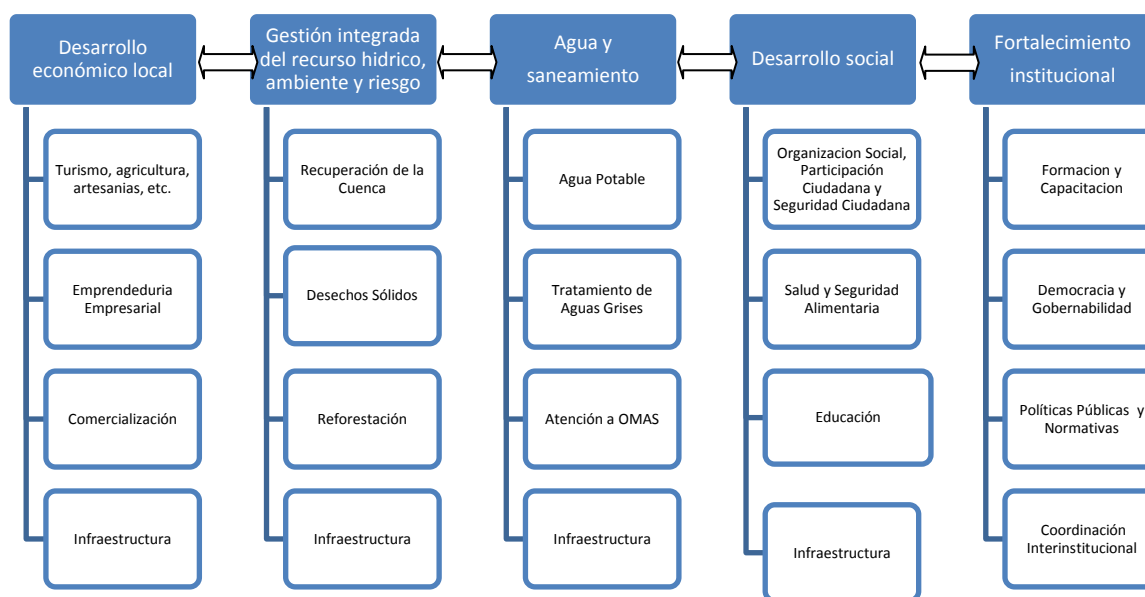 Desarrollo
económico local
Gestión integrada
del recurso hidrico,
ambiente y riesgo
Agua y
saneamiento
Desarrollo social
Fortalecimiento
institucional
Turismo, agricultura,
artesanias, etc.
Emprendeduria
Empresarial
Comercialización
Infraestructura
Recuperación de la
Cuenca
Desechos Sólidos
Reforestación
Infraestructura
Agua Potable
Tratamiento de
Aguas Grises
Atención a OMAS
Infraestructura
Organizacion Social,
Participación
Ciudadana y
Seguridad Ciudadana
Salud y Seguridad
Alimentaria
Educación
Infraestructura
Formacion y
Capacitacion
Democracia y
Gobernabilidad
Políticas Públicas y
Normativas
Coordinación
Interinstitucional